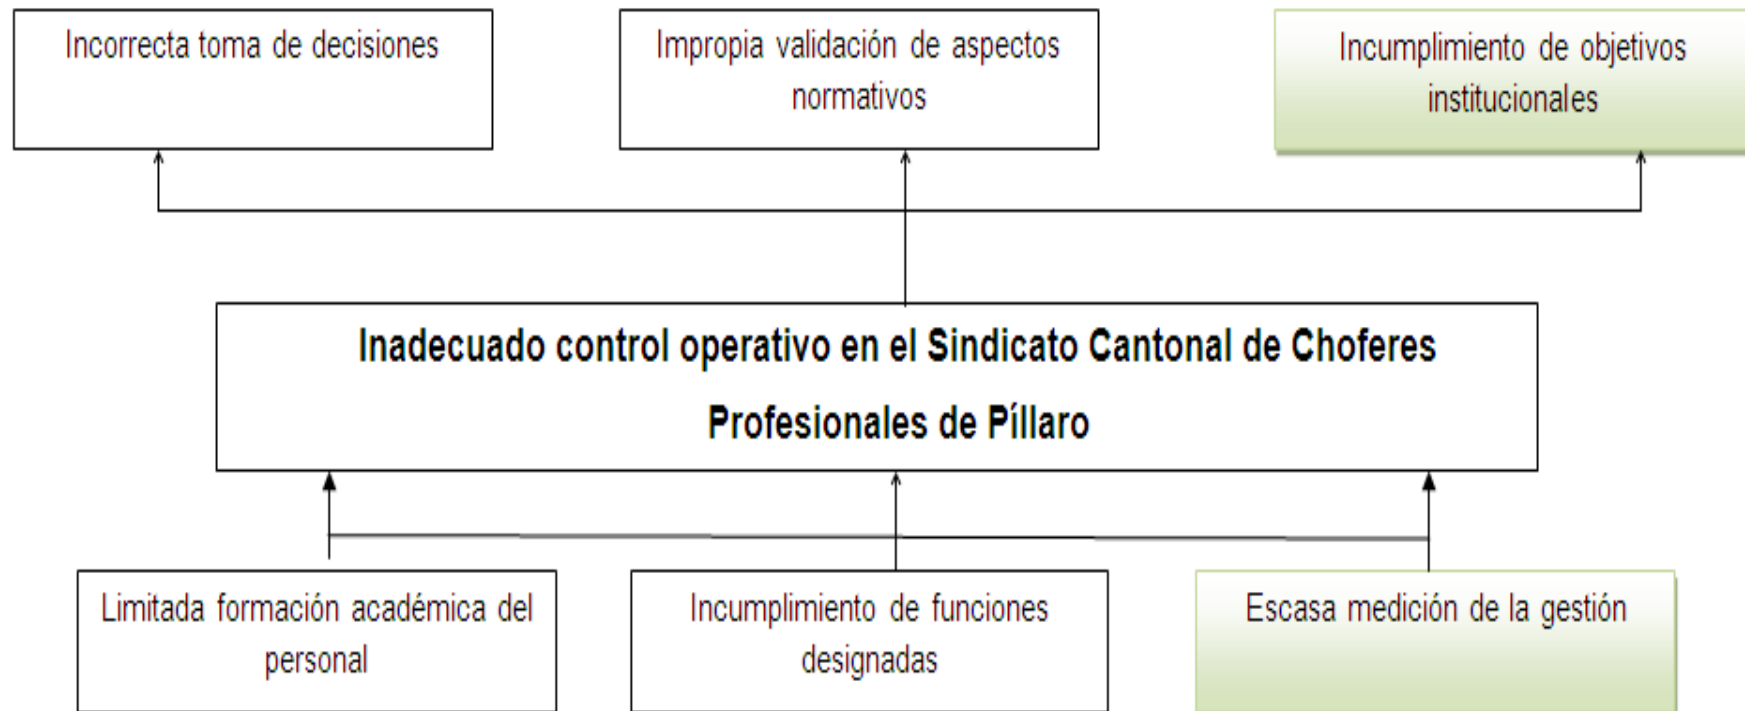 Incorrecta toma de decisiones
Impropia validación de aspectos
normativos
Incumplimiento de objetivos
institucionales
Inadecuado control operativo en el Sindicato Cantonal de Choferes
Profesionales de Píllaro
Limitada formación académica del
personal
Incumplimiento de funciones
designadas
Escasa medición de la gestión